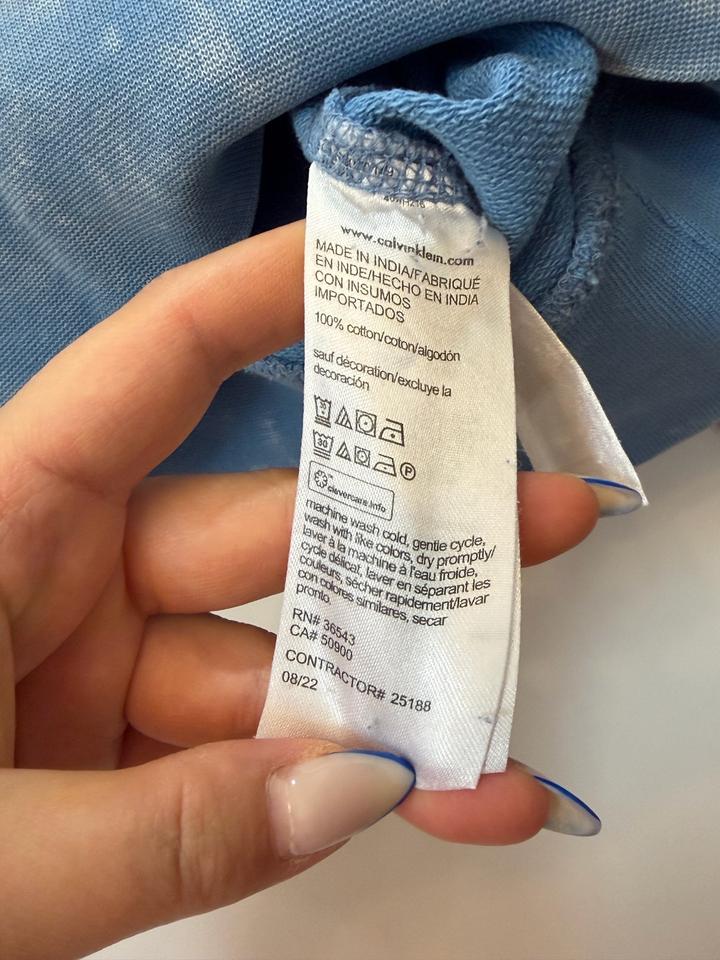 www.calvinklein.com
MADE IN INDIA/FABRIQUÉ
EN INDE/HECHO EN INDIA
CON INSUMOS
IMPORTADOS
100% cotton/coton/algodón
sauf décoration/excluye la
decoración
30
P
clevercare.info
machine wash cold, gentle cycle,
wash with like colors, dry promptly/
laver à la machine à l'eau froide,
cycle délicat, laver en séparant les
couleurs, sécher rapidement/lavar
con colores similares, secar
pronto.
RN# 36543
CA# 50900
CONTRACTOR# 25188
08/22